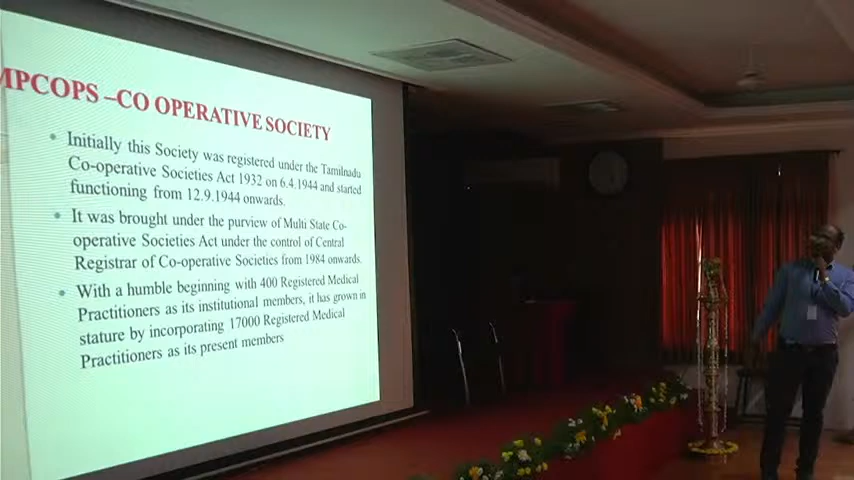 MPCOPS –CO OPERATIVE SOCIETY
• Initially this Society was registered under the Tamilnadu
Co-operative Societies Act 1932 on 6.4.1944 and started
functioning from 12.9.1944 onwards.
• It was brought under the purview of Multi State Co-
operative Societies Act under the control of Central
Registrar of Co-operative Societies from 1984 onwards.
• With a humble beginning with 400 Registered Medical
Practitioners as its institutional members, it has grown in
stature by incorporating 17000 Registered Medical
Practitioners as its present members